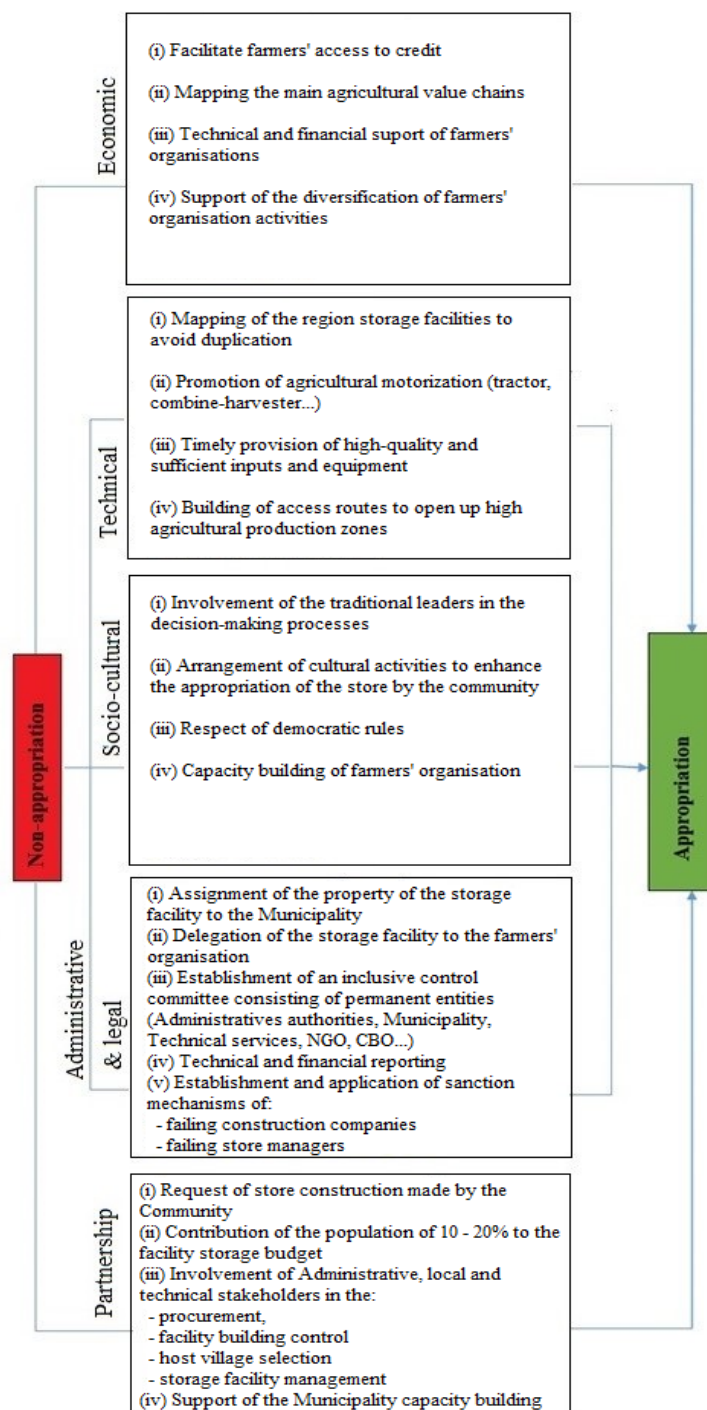 Economic
(i) Facilitate farmers' access to credit
(ii) Mapping the main agricultural value chains
(iii) Technical and financial suport of farmers'
organisations
(iv) Support of the diversification of farmers'
organisation activities
Technical
(i) Mapping of the region storage facilities to
avoid duplication
(ii) Promotion of agricultural motorization (tractor,
combine-harvester...)
(iii) Timely provision of high-quality and
sufficient inputs and equipment
(iv) Building of access routes to open up high
agricultural production zones
Non-appropriation
Socio-cultural
(i) Involvement of the traditional leaders in the
decision-making processes
(ii) Arrangement of cultural activities to enhance
the appropriation of the store by the community
(iii) Respect of democratic rules
(iv) Capacity building of farmers' organisation
Appropriation
Administrative
& legal
(i) Assignment of the property of the storage
facility to the Municipality
(ii) Delegation of the storage facility to the farmers'
organisation
(iii) Establishment of an inclusive control
committee consisting of permanent entities
(Administratives authorities, Municipality,
Technical services, NGO, CBO...)
(iv) Technical and financial reporting
(v) Establishment and application of sanction
mechanisms of:
- failing construction companies
- failing store managers
Partnership
(i) Request of store construction made by the
Community
(ii) Contribution of the population of 10 - 20% to the
facility storage budget
(iii) Involvement of Administrative, local and
technical stakeholders in the:
- procurement,
- facility building control
- host village selection
- storage facility management
(iv) Support of the Municipality capacity building